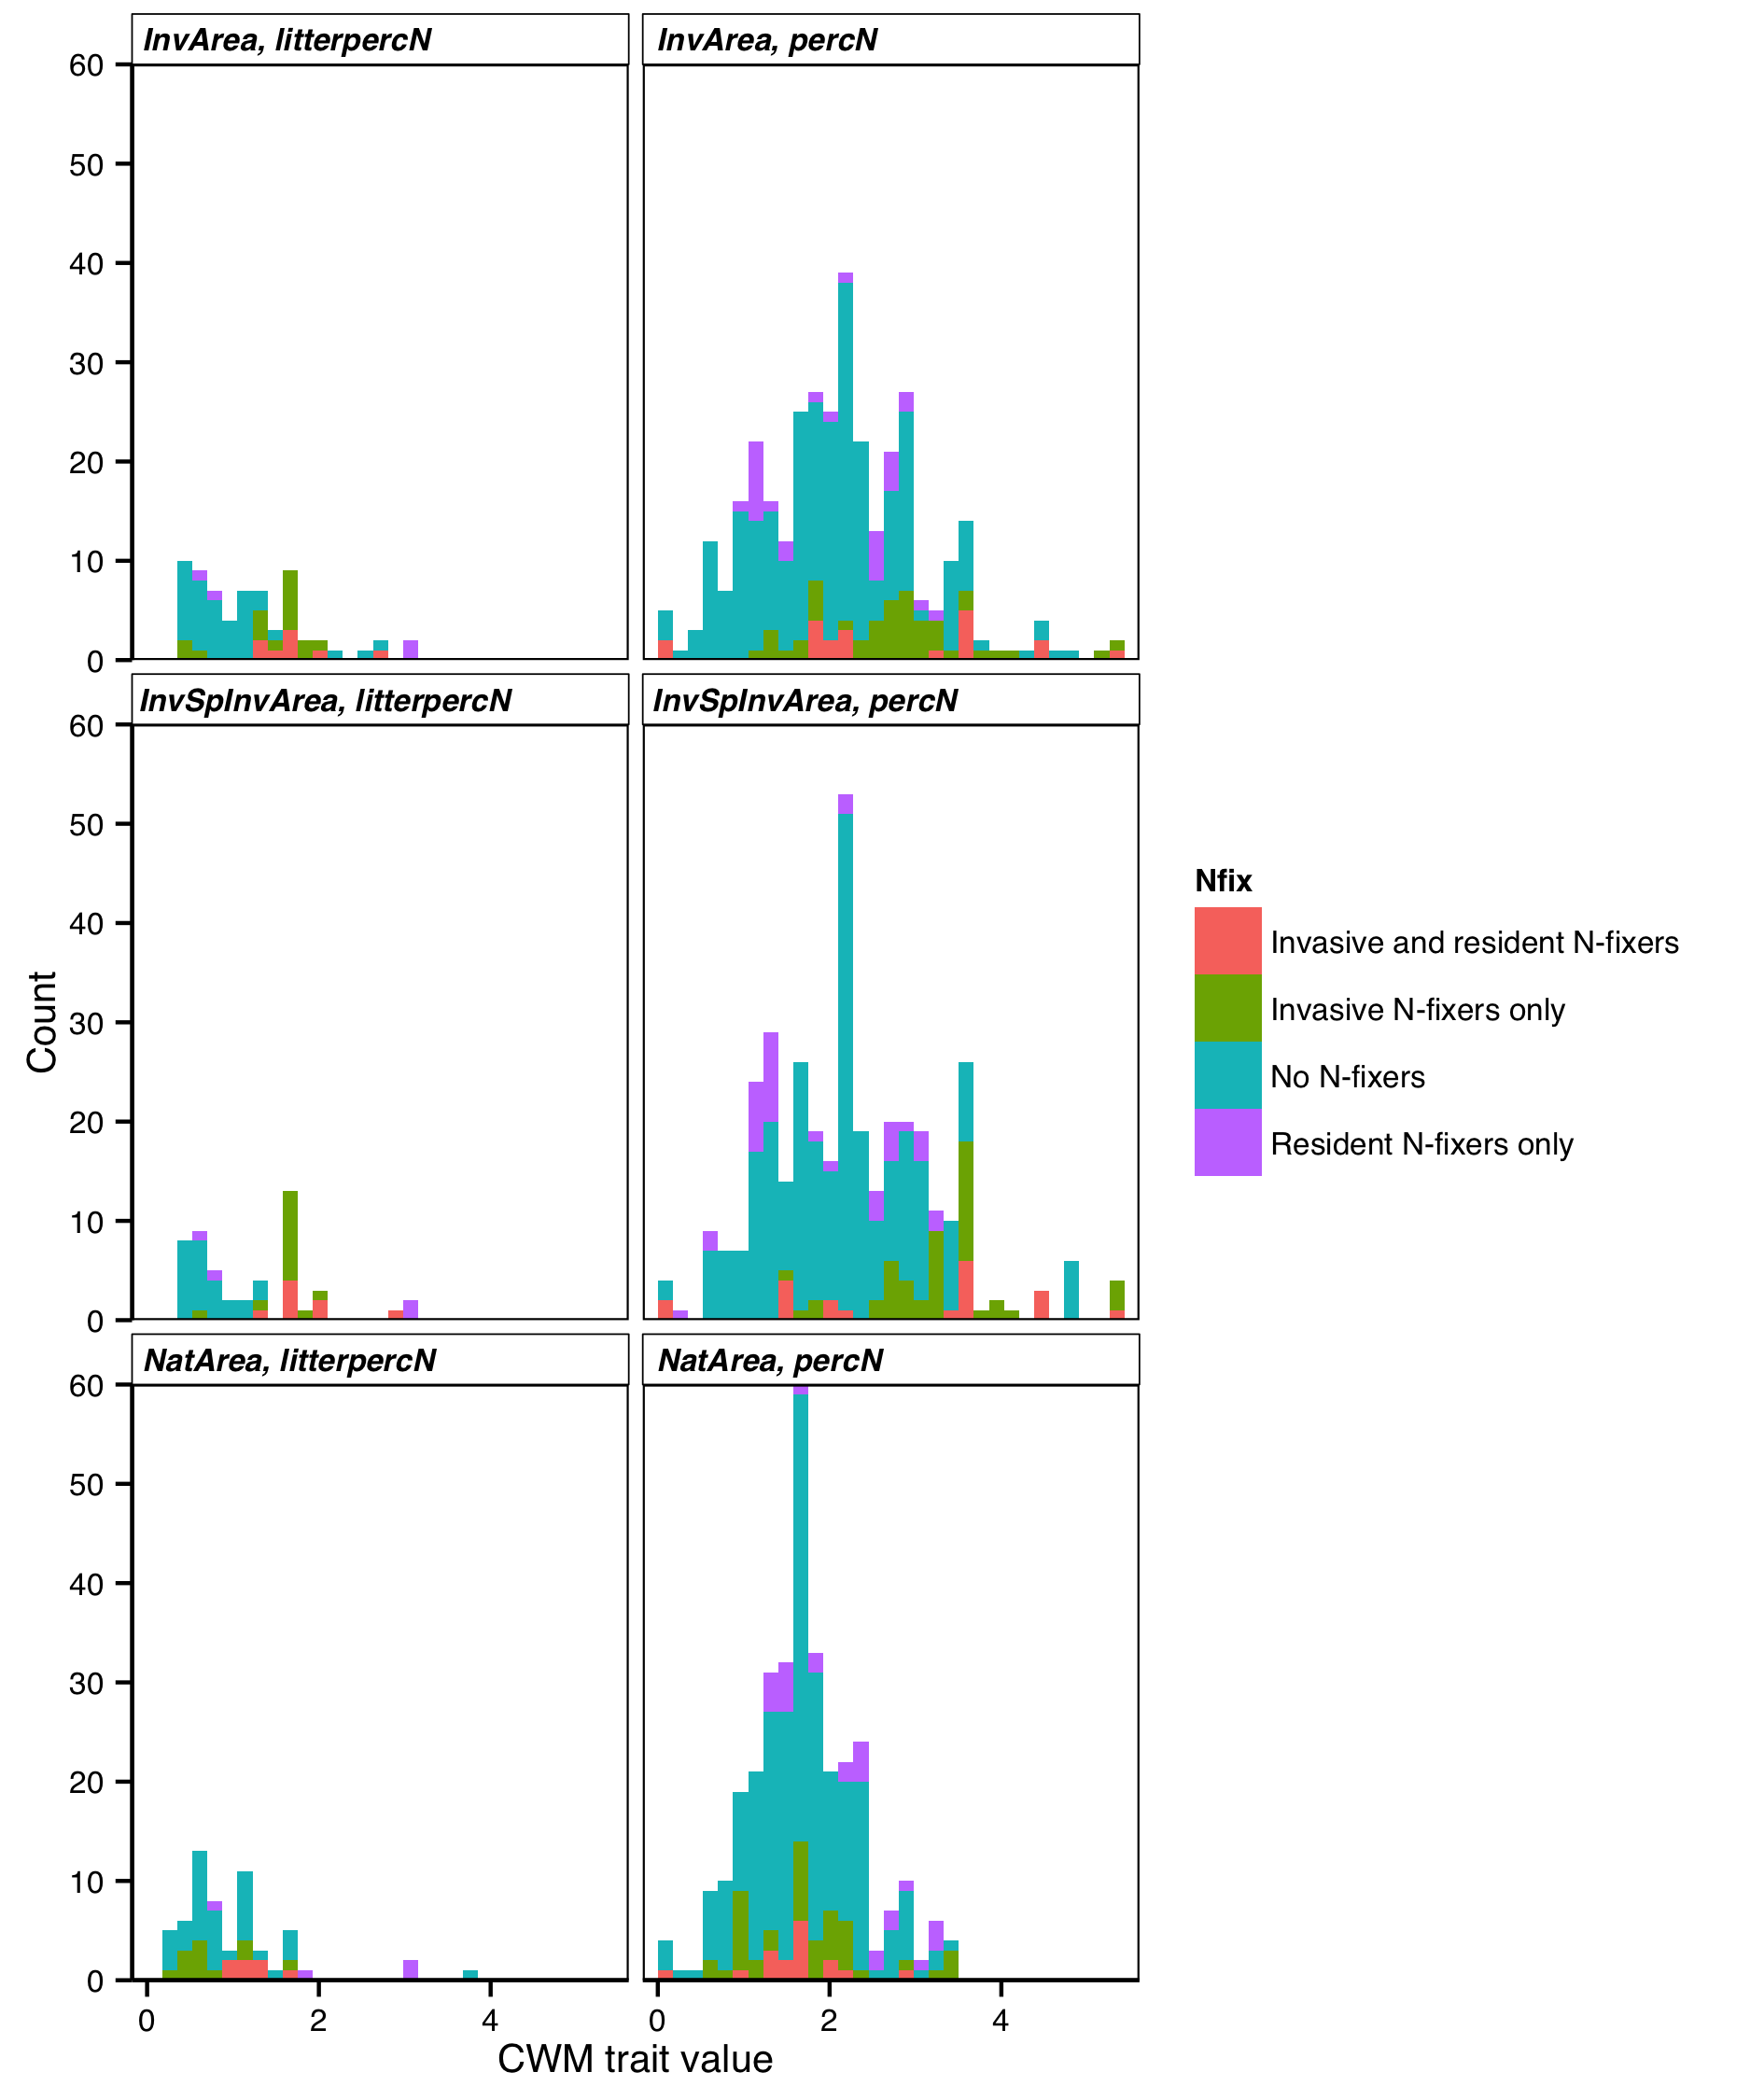 InvArea, litterpercN
InvArea, percN
60
50
40
30
20
10
0
InvSpInvArea, litterpercN
InvSpInvArea, percN
60
50
40
30
20
10
0
NatArea, litterpercN
NatArea, percN
60
50
40
30
20
10
0
0
2
4
0
2
4
Count
CWM trait value
Nfix
Invasive and resident N-fixers
Invasive N-fixers only
No N-fixers
Resident N-fixers only